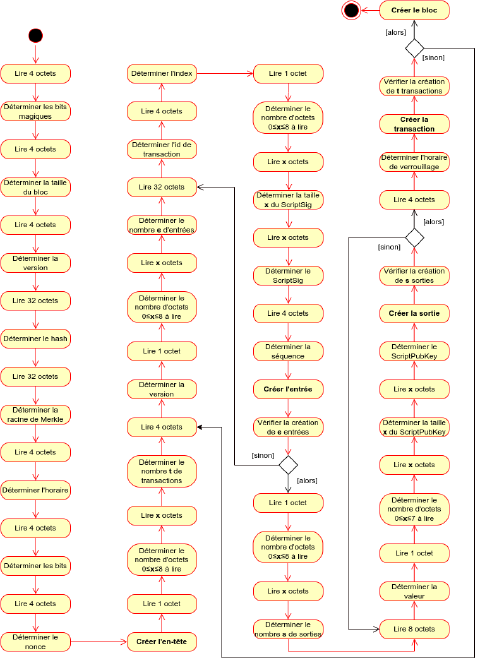 Lire 4 octets
Déterminer les bits
magiques
Lire 4 octets
Déterminer la taille
du bloc
Lire 4 octets
Déterminer la
version
Lire 32 octets
Déterminer le hash
Lire 32 octets
Déterminer la
racine de Merkle
Lire 4 octets
Déterminer l'horaire
Lire 4 octets
Déterminer les bits
Lire 4 octets
Déterminer le
nonce
Déterminer l'index
Lire 4 octets
Déterminer l'id de
transaction
Lire 32 octets
Déterminer le
nombre e d'entrées
Lire x octets
Déterminer le
nombre d'octets
0≤x≤8 à lire
Lire 1 octet
Déterminer la
version
Lire 4 octets
Déterminer le
nombre t de
transactions
Lire x octets
Déterminer le
nombre d'octets
0≤x≤8 à lire
Lire 1 octet
Créer l'en-tête
Lire 1 octet
Déterminer le
nombre d'octets
0≤x≤8 à lire
Lire x octets
Déterminer la taille
x du ScriptSig
Lire x octets
Déterminer le
ScriptSig
Lire 4 octets
Déterminer la
séquence
Créer l'entrée
Vérifier la création
de e entrées
[sinon]
[alors]
Lire 1 octet
Déterminer le
nombre d'octets
0≤x≤8 à lire
Lire x octets
Déterminer le
nombre s de sorties
Créer le bloc
[alors]
[sinon]
Vérifier la création
de t transactions
Créer la
transaction
Déterminer l'horaire
de verrouillage
Lire 4 octets
[alors]
[sinon]
Vérifier la création
de s sorties
Créer la sortie
Déterminer le
ScriptPubKey
Lire x octets
Déterminer la taille
x du ScriptPubKey
Lire x octets
Déterminer le
nombre d'octets
0≤x≤7 à lire
Lire 1 octet
Déterminer la
valeur
Lire 8 octets